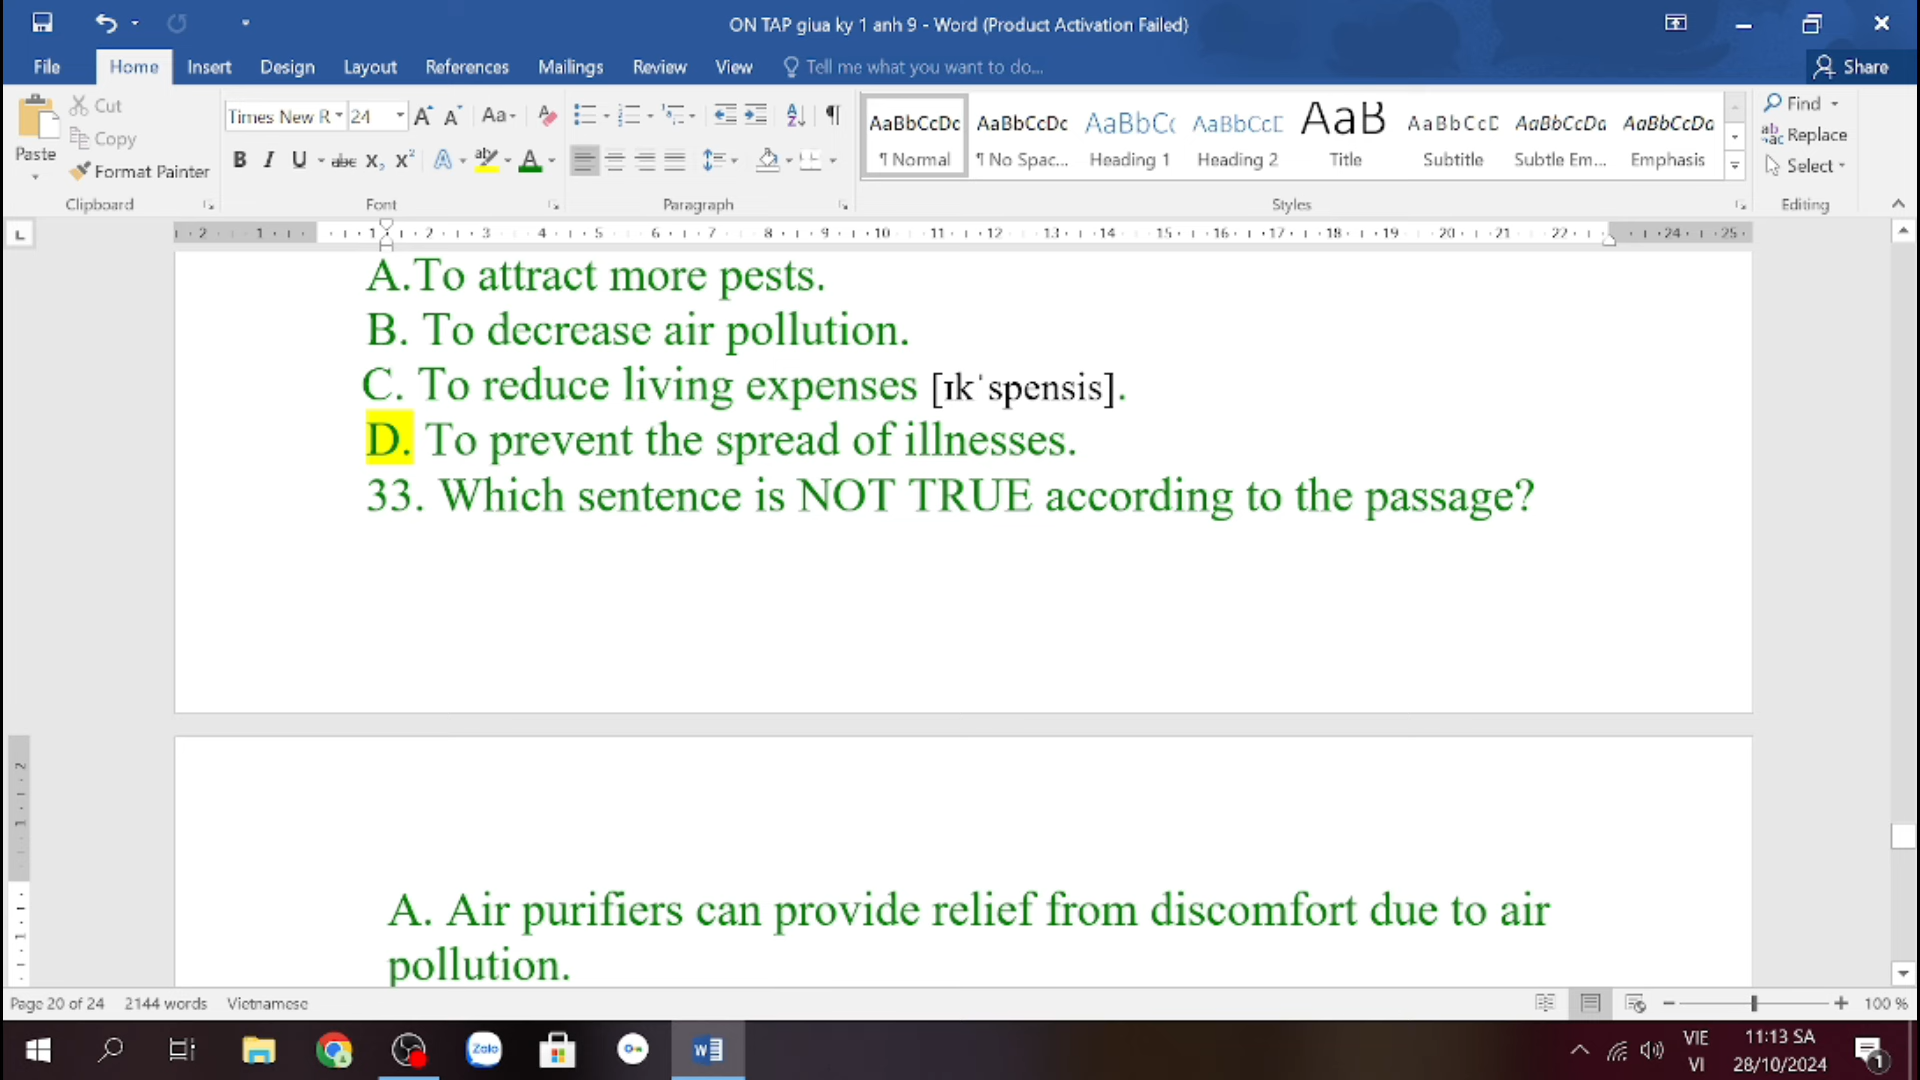 ON TAP giua ky 1 anh 9 - Word (Product Activation Failed)
File Home Insert Design Layout References Mailings Review View Tell me what you want to do... Share
Paste
Cut
Copy
Format Painter
Clipboard
Times New R 24
Font
Paragraph
AaBbCcDc AaBbCcDc AaBbC AaBbCcE AaB AaBbCcD AaBbCcDa AaBbCcDa
¶ Normal ¶ No Spac... Heading 1 Heading 2 Title Subtitle Subtle Em... Emphasis
Styles
Find
Replace
Select
Editing
A.To attract more pests.
B. To decrease air pollution.
C. To reduce living expenses [ɪkˈspensis].
D. To prevent the spread of illnesses.
33. Which sentence is NOT TRUE according to the passage?
A. Air purifiers can provide relief from discomfort due to air
pollution.
Page 20 of 24 2144 words Vietnamese 100 %
Zalo
VIE
VI
11:13 SA
28/10/2024
1